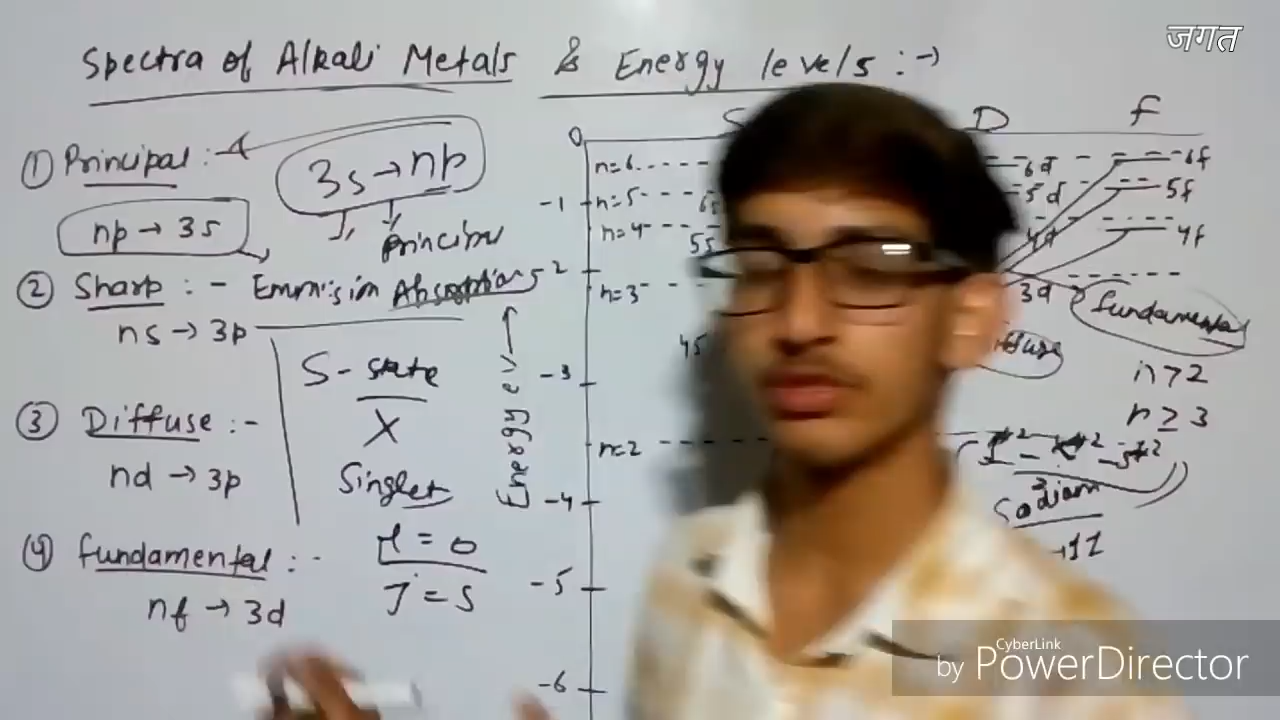 जगत
Spectra of Alkali Metals & Energy levels :→
① Principal :-
3s → np
np → 3s
Principal
② Sharp :- Emmision Absorptions
ns → 3p
S-state
X
Singlet
③ Diffuse :-
nd → 3p
④ fundamental :-
nf → 3d
l = 0
J = S
Energy ev →
D f
0
-1
-2
-3
-4
-5
-6
n=6
n=5
n=4
n=3
n=2
5s
4s
6d
5d
4d
3d
6f
5f
4f
fundamental
n>2
n ≥ 3
Sodium
→11
CyberLink
by PowerDirector